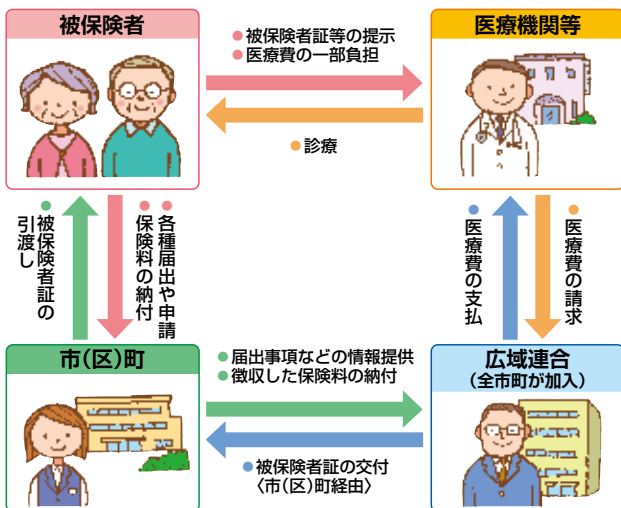 被保険者
●被保険者証等の提示
●医療費の一部負担
医療機関等
●診療
●被保険者証の
引渡し
●各種届出や申請
●保険料の納付
●医療費の支払
●医療費の請求
市(区)町
●届出事項などの情報提供
●徴収した保険料の納付
広域連合
(全市町が加入)
●被保険者証の交付
〈市(区)町経由〉